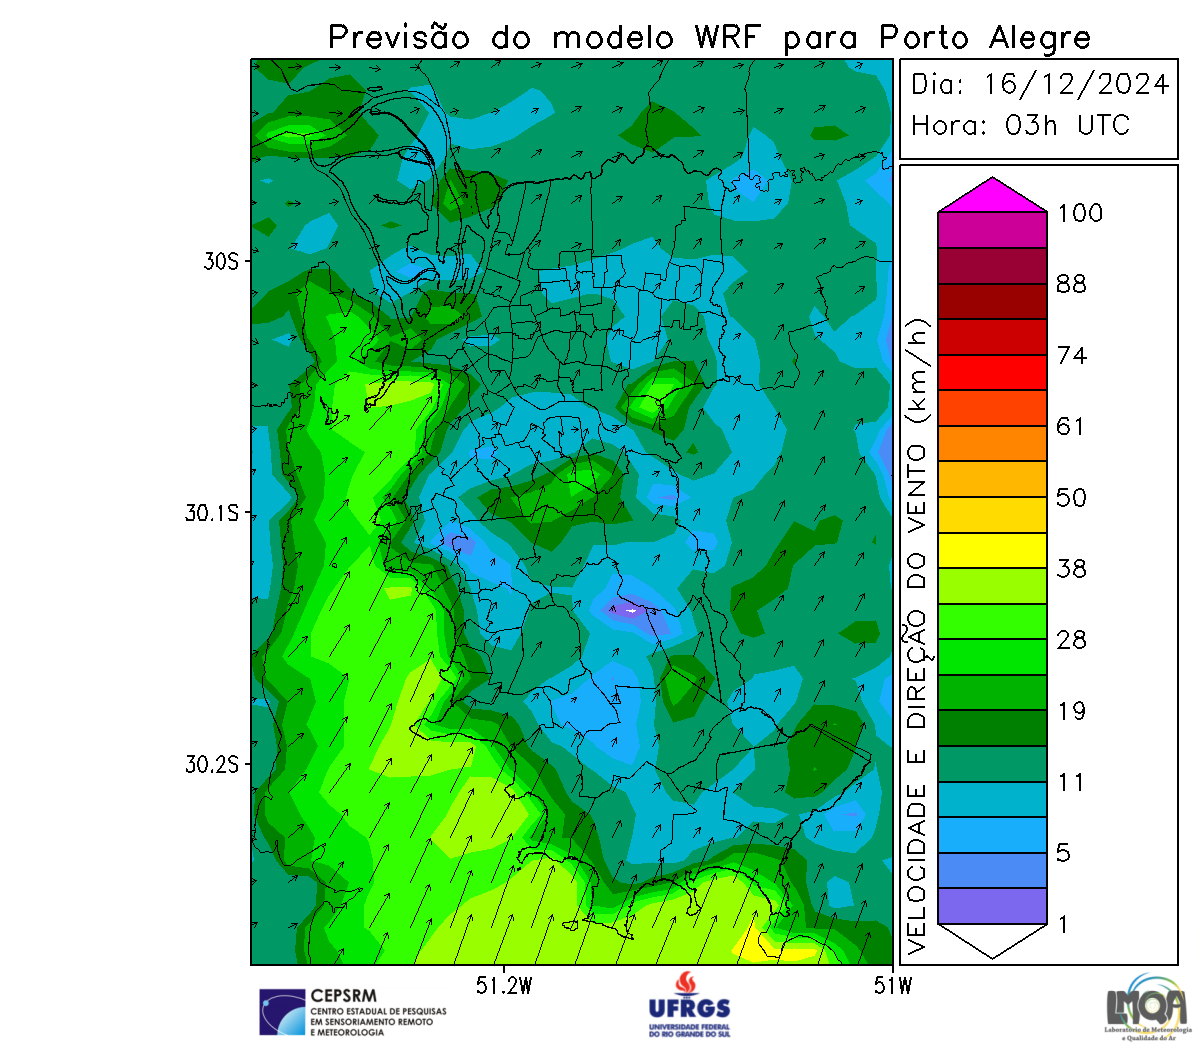 Previsão do modelo WRF para Porto Alegre
Dia: 16/12/2024
Hora: 03h UTC
100
88
74
61
50
38
28
19
11
5
1
VELOCIDADE E DIREÇÃO DO VENTO (km/h)
30S
30.1S
30.2S
51.2W
51W
CEPSRM
CENTRO ESTADUAL DE PESQUISAS
EM SENSORIAMENTO REMOTO
E METEOROLOGIA
UFRGS
UNIVERSIDADE FEDERAL
DO RIO GRANDE DO SUL
LMQA
Laboratório de Meteorologia
e Qualidade do Ar